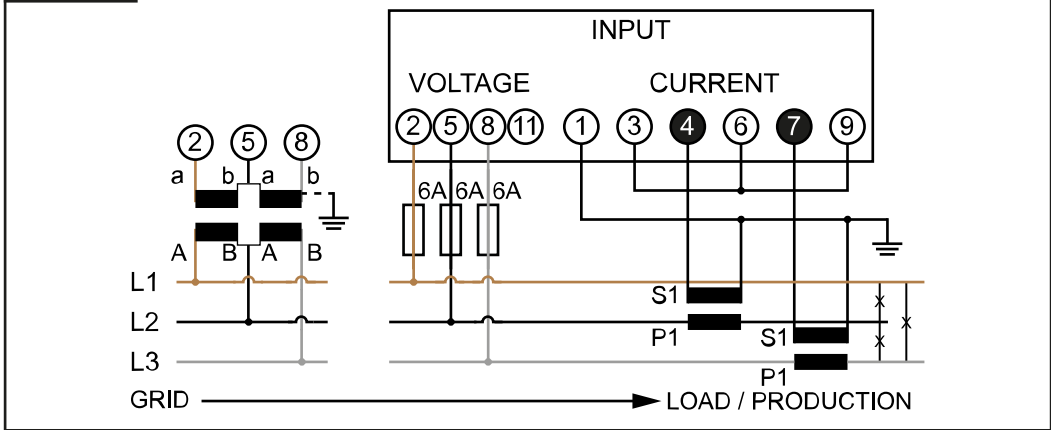 INPUT
VOLTAGE CURRENT
2 5 8 11 1 3 4 6 7 9
2 5 8
a b a b
6A 6A 6A
A B A B
L1
S1
L2
P1 S1
L3
P1
GRID LOAD / PRODUCTION